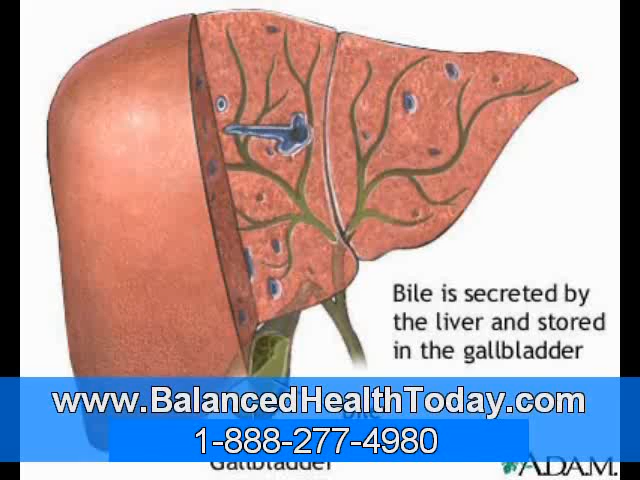 Bile is secreted by
the liver and stored
in the gallbladder
www.BalancedHealthToday.com
Bile
1-888-277-4980
Gallbladder
A.D.A.M.